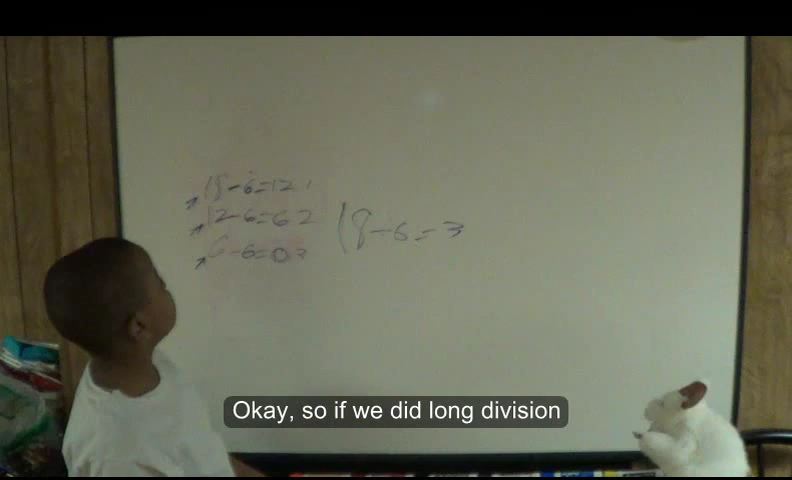 18-6=12 1
12-6=6 2
6-6=0 3
18÷6=3
Okay, so if we did long division